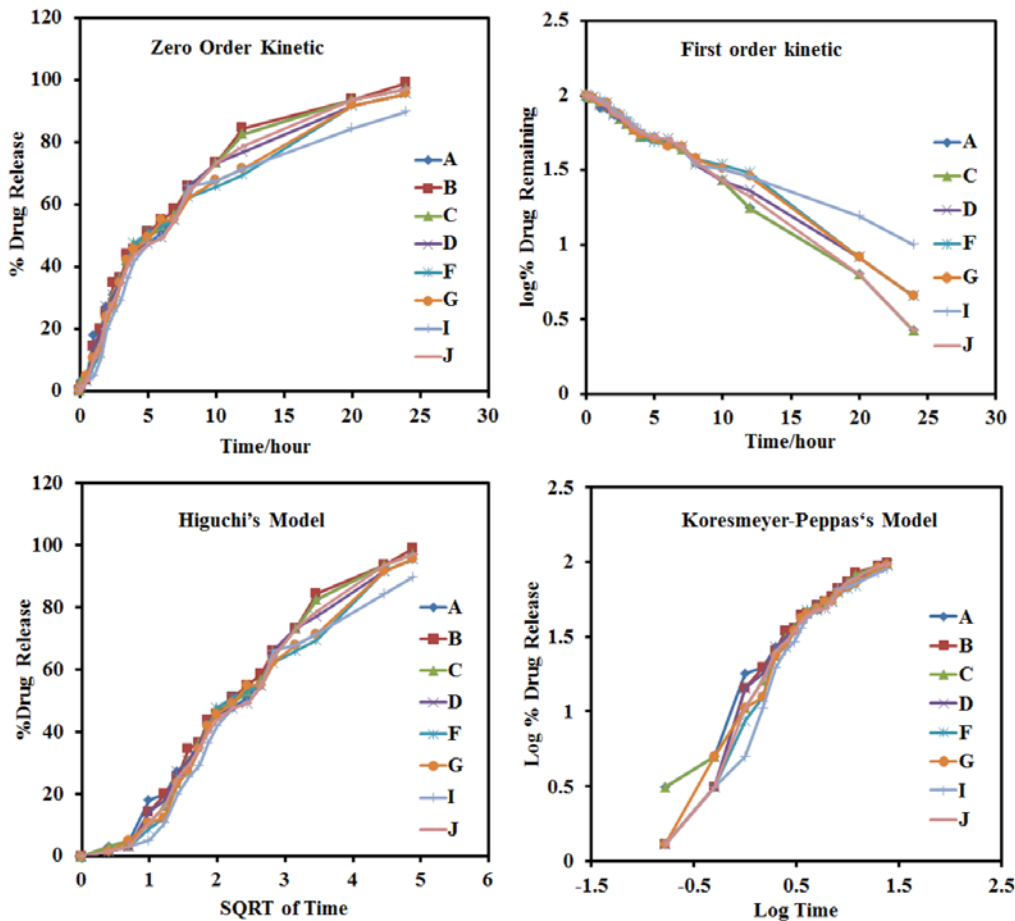 Zero Order Kinetic
% Drug Release
120
100
80
60
40
20
0
0 5 10 15 20 25 30
Time/hour
A
B
C
D
F
G
I
J
First order kinetic
log% Drug Remaining
2.5
2
1.5
1
0.5
0
0 5 10 15 20 25 30
Time/hour
A
C
D
F
G
I
J
Higuchi's Model
%Drug Release
120
100
80
60
40
20
0
0 1 2 3 4 5 6
SQRT of Time
A
B
C
D
F
G
I
J
Koresmeyer-Peppas‘s Model
Log % Drug Release
2.5
2
1.5
1
0.5
0
-1.5 -0.5 0.5 1.5 2.5
Log Time
A
B
C
D
F
G
I
J